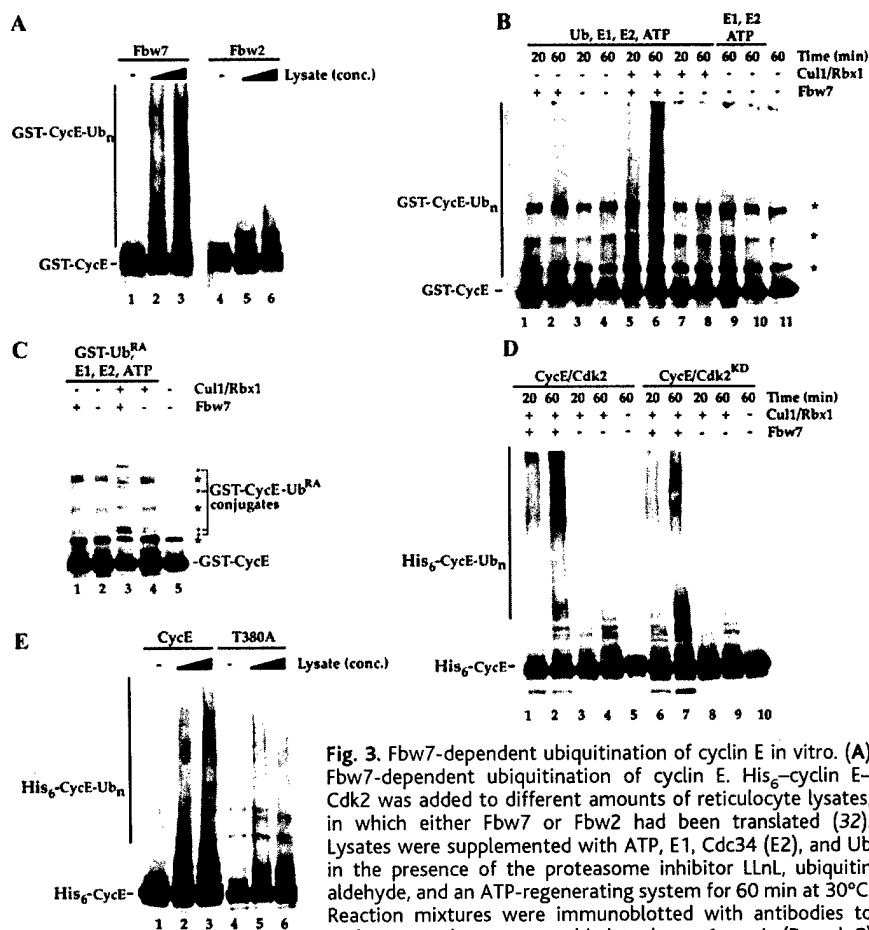 A
Fbw7 Fbw2
- - Lysate (conc.)
GST-CycE-Ubn
GST-CycE-
1 2 3 4 5 6
B
Ub, E1, E2, ATP E1, E2 ATP
20 60 20 60 20 60 20 60 60 60 60 Time (min)
- - - - + + + + - - - Cul1/Rbx1
+ + - - + + - - Fbw7
GST-CycE-Ubn
*
*
*
GST-CycE -
1 2 3 4 5 6 7 8 9 10 11
C
GST-Ub,RA
E1, E2, ATP
- - + + - Cul1/Rbx1
+ - + - - Fbw7
GST-CycE-UbRA
conjugates
-GST-CycE
1 2 3 4 5
D
CycE/Cdk2 CycE/Cdk2KD
20 60 20 60 60 20 60 20 60 60 Time (min)
+ + + + - + + + + - Cul1/Rbx1
+ + - - - + + - - - Fbw7
His6-CycE-Ubn
His6-CycE-
1 2 3 4 5 6 7 8 9 10
E
CycE T380A
- - Lysate (conc.)
His6-CycE-Ubn
His6-CycE-
1 2 3 4 5 6
Fig. 3. Fbw7-dependent ubiquitination of cyclin E in vitro. (A)
Fbw7-dependent ubiquitination of cyclin E. His6–cyclin E–
Cdk2 was added to different amounts of reticulocyte lysates,
in which either Fbw7 or Fbw2 had been translated (32).
Lysates were supplemented with ATP, E1, Cdc34 (E2), and Ub
in the presence of the proteasome inhibitor LLnL, ubiquitin
aldehyde, and an ATP-regenerating system for 60 min at 30°C.
Reaction mixtures were immunoblotted with antibodies to